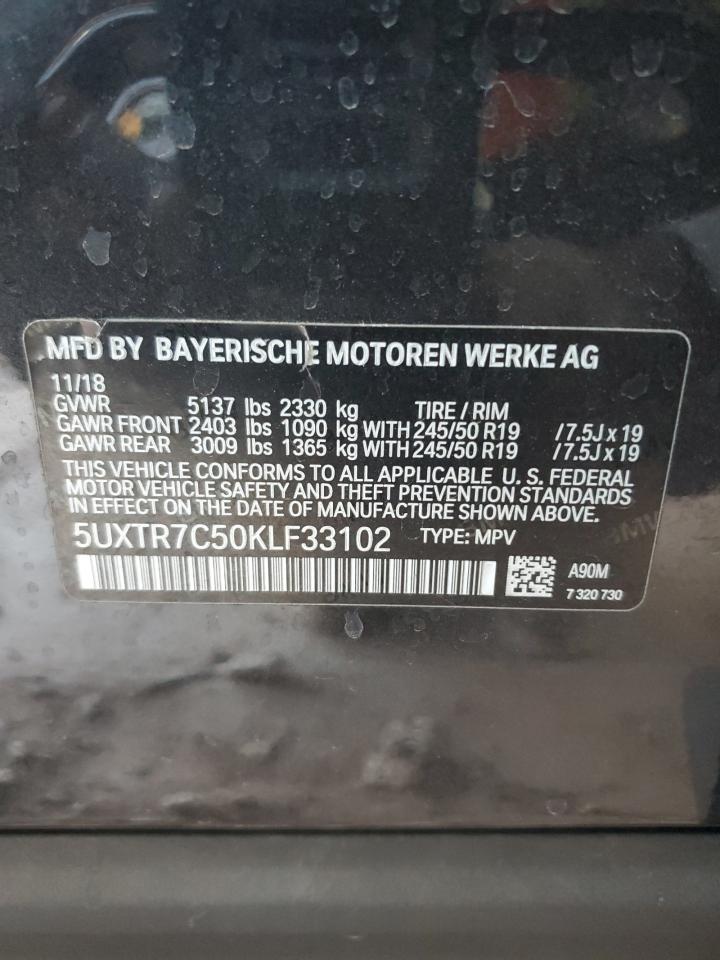 MFD BY BAYERISCHE MOTOREN WERKE AG
11/18
GVWR 5137 lbs 2330 kg TIRE / RIM
GAWR FRONT 2403 lbs 1090 kg WITH 245/50 R19 /7.5J x 19
GAWR REAR 3009 lbs 1365 kg WITH 245/50 R19 /7.5J x 19
THIS VEHICLE CONFORMS TO ALL APPLICABLE U. S. FEDERAL
MOTOR VEHICLE SAFETY AND THEFT PREVENTION STANDARDS
IN EFFECT ON THE DATE OF MANUFACTURE SHOWN ABOVE.
5UXTR7C50KLF33102 TYPE: MPV
A90M
7 320 730